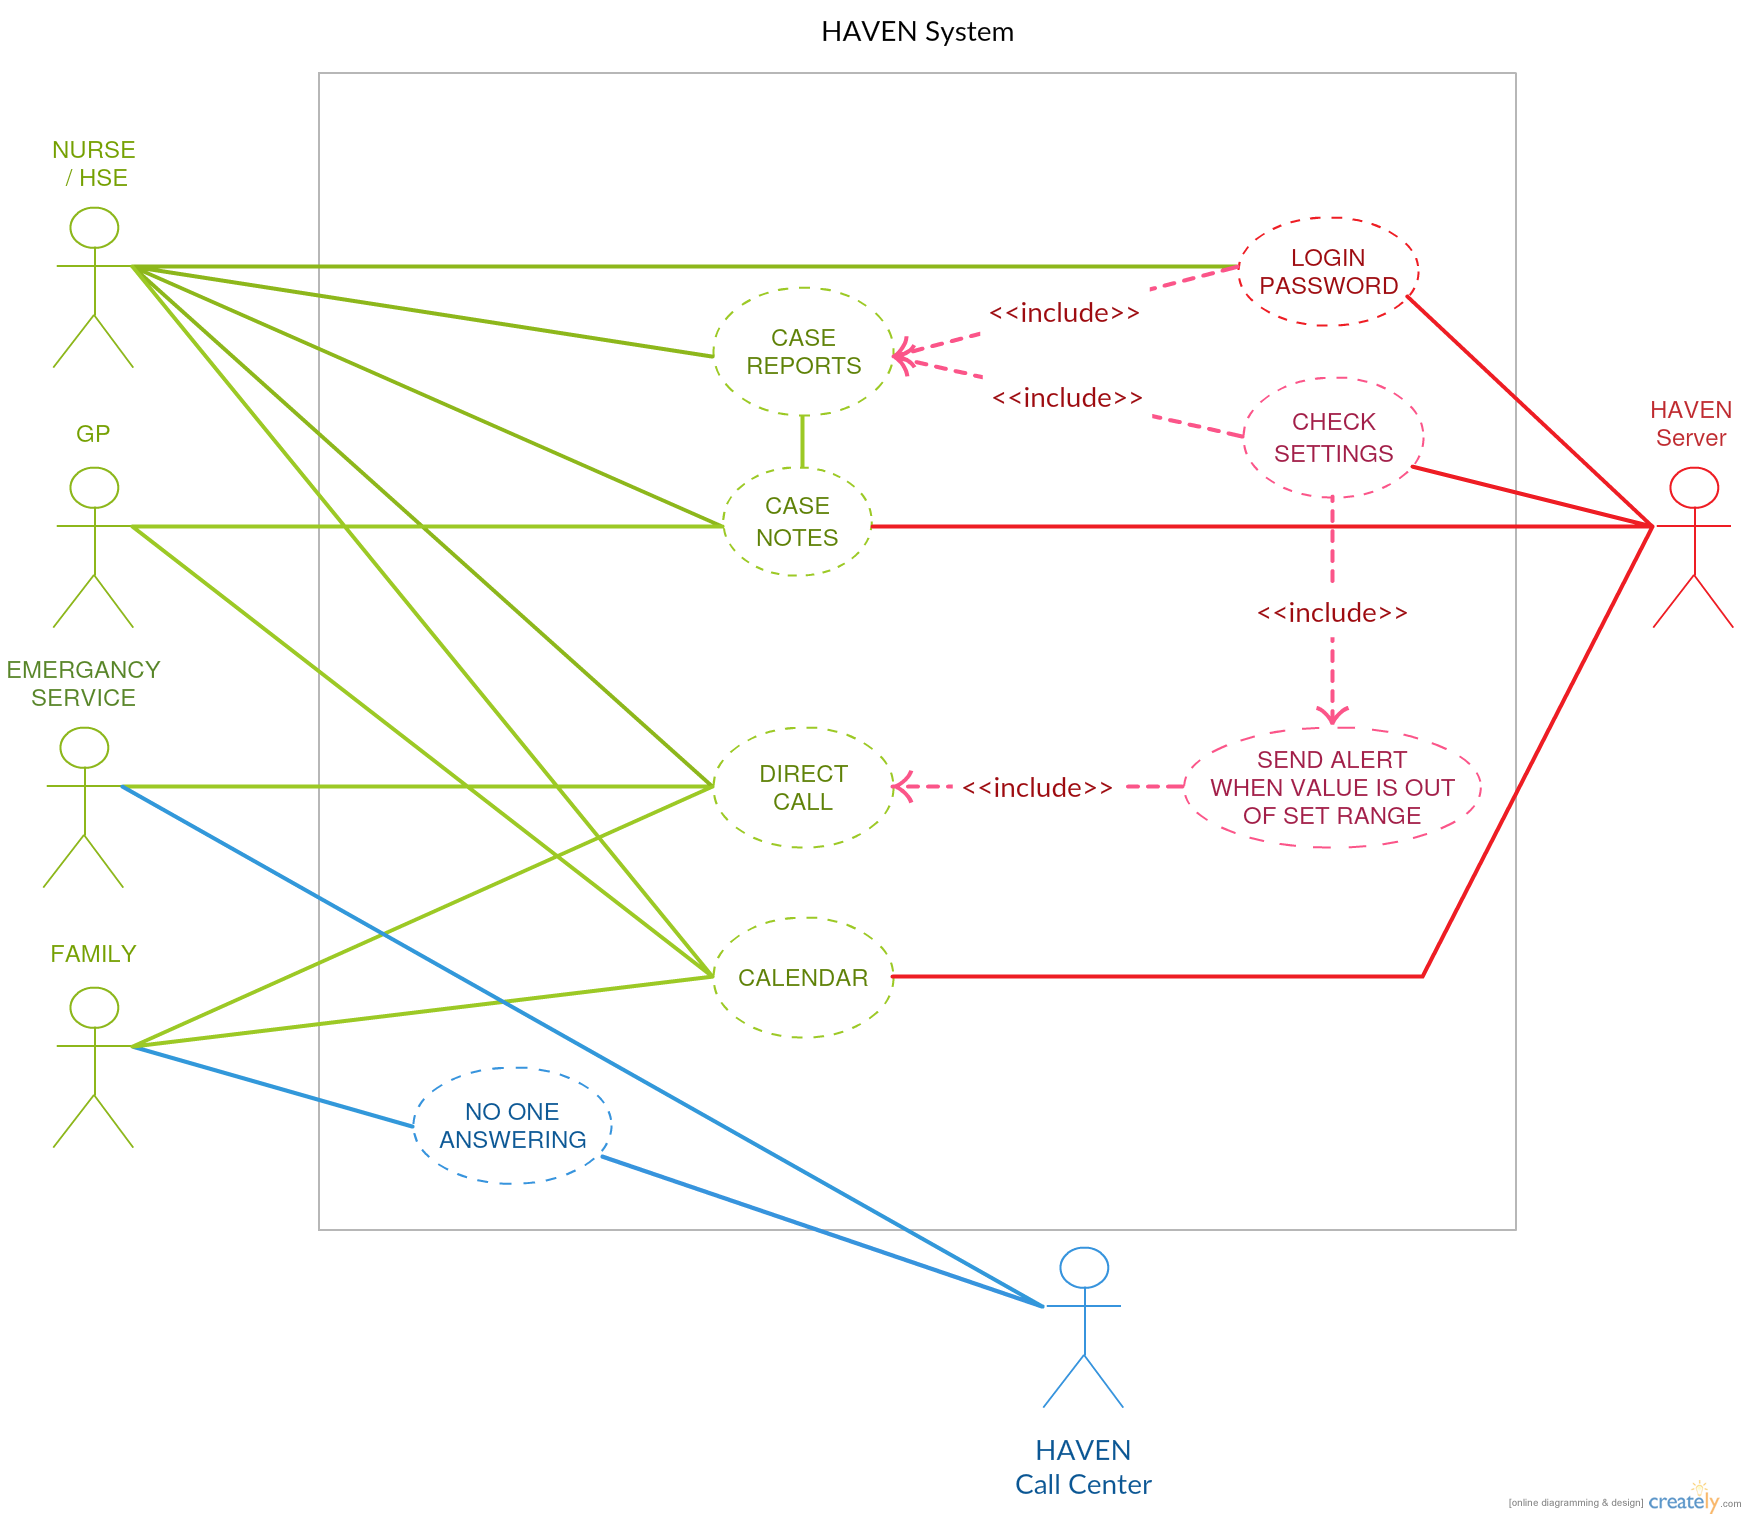 HAVEN System
NURSE
/ HSE
LOGIN
PASSWORD
<<include>>
CASE
REPORTS
<<include>>
CHECK
SETTINGS
HAVEN
Server
GP
CASE
NOTES
<<include>>
EMERGANCY
SERVICE
DIRECT
CALL
<<include>>
SEND ALERT
WHEN VALUE IS OUT
OF SET RANGE
FAMILY
CALENDAR
NO ONE
ANSWERING
HAVEN
Call Center
[online diagramming & design] creately.com